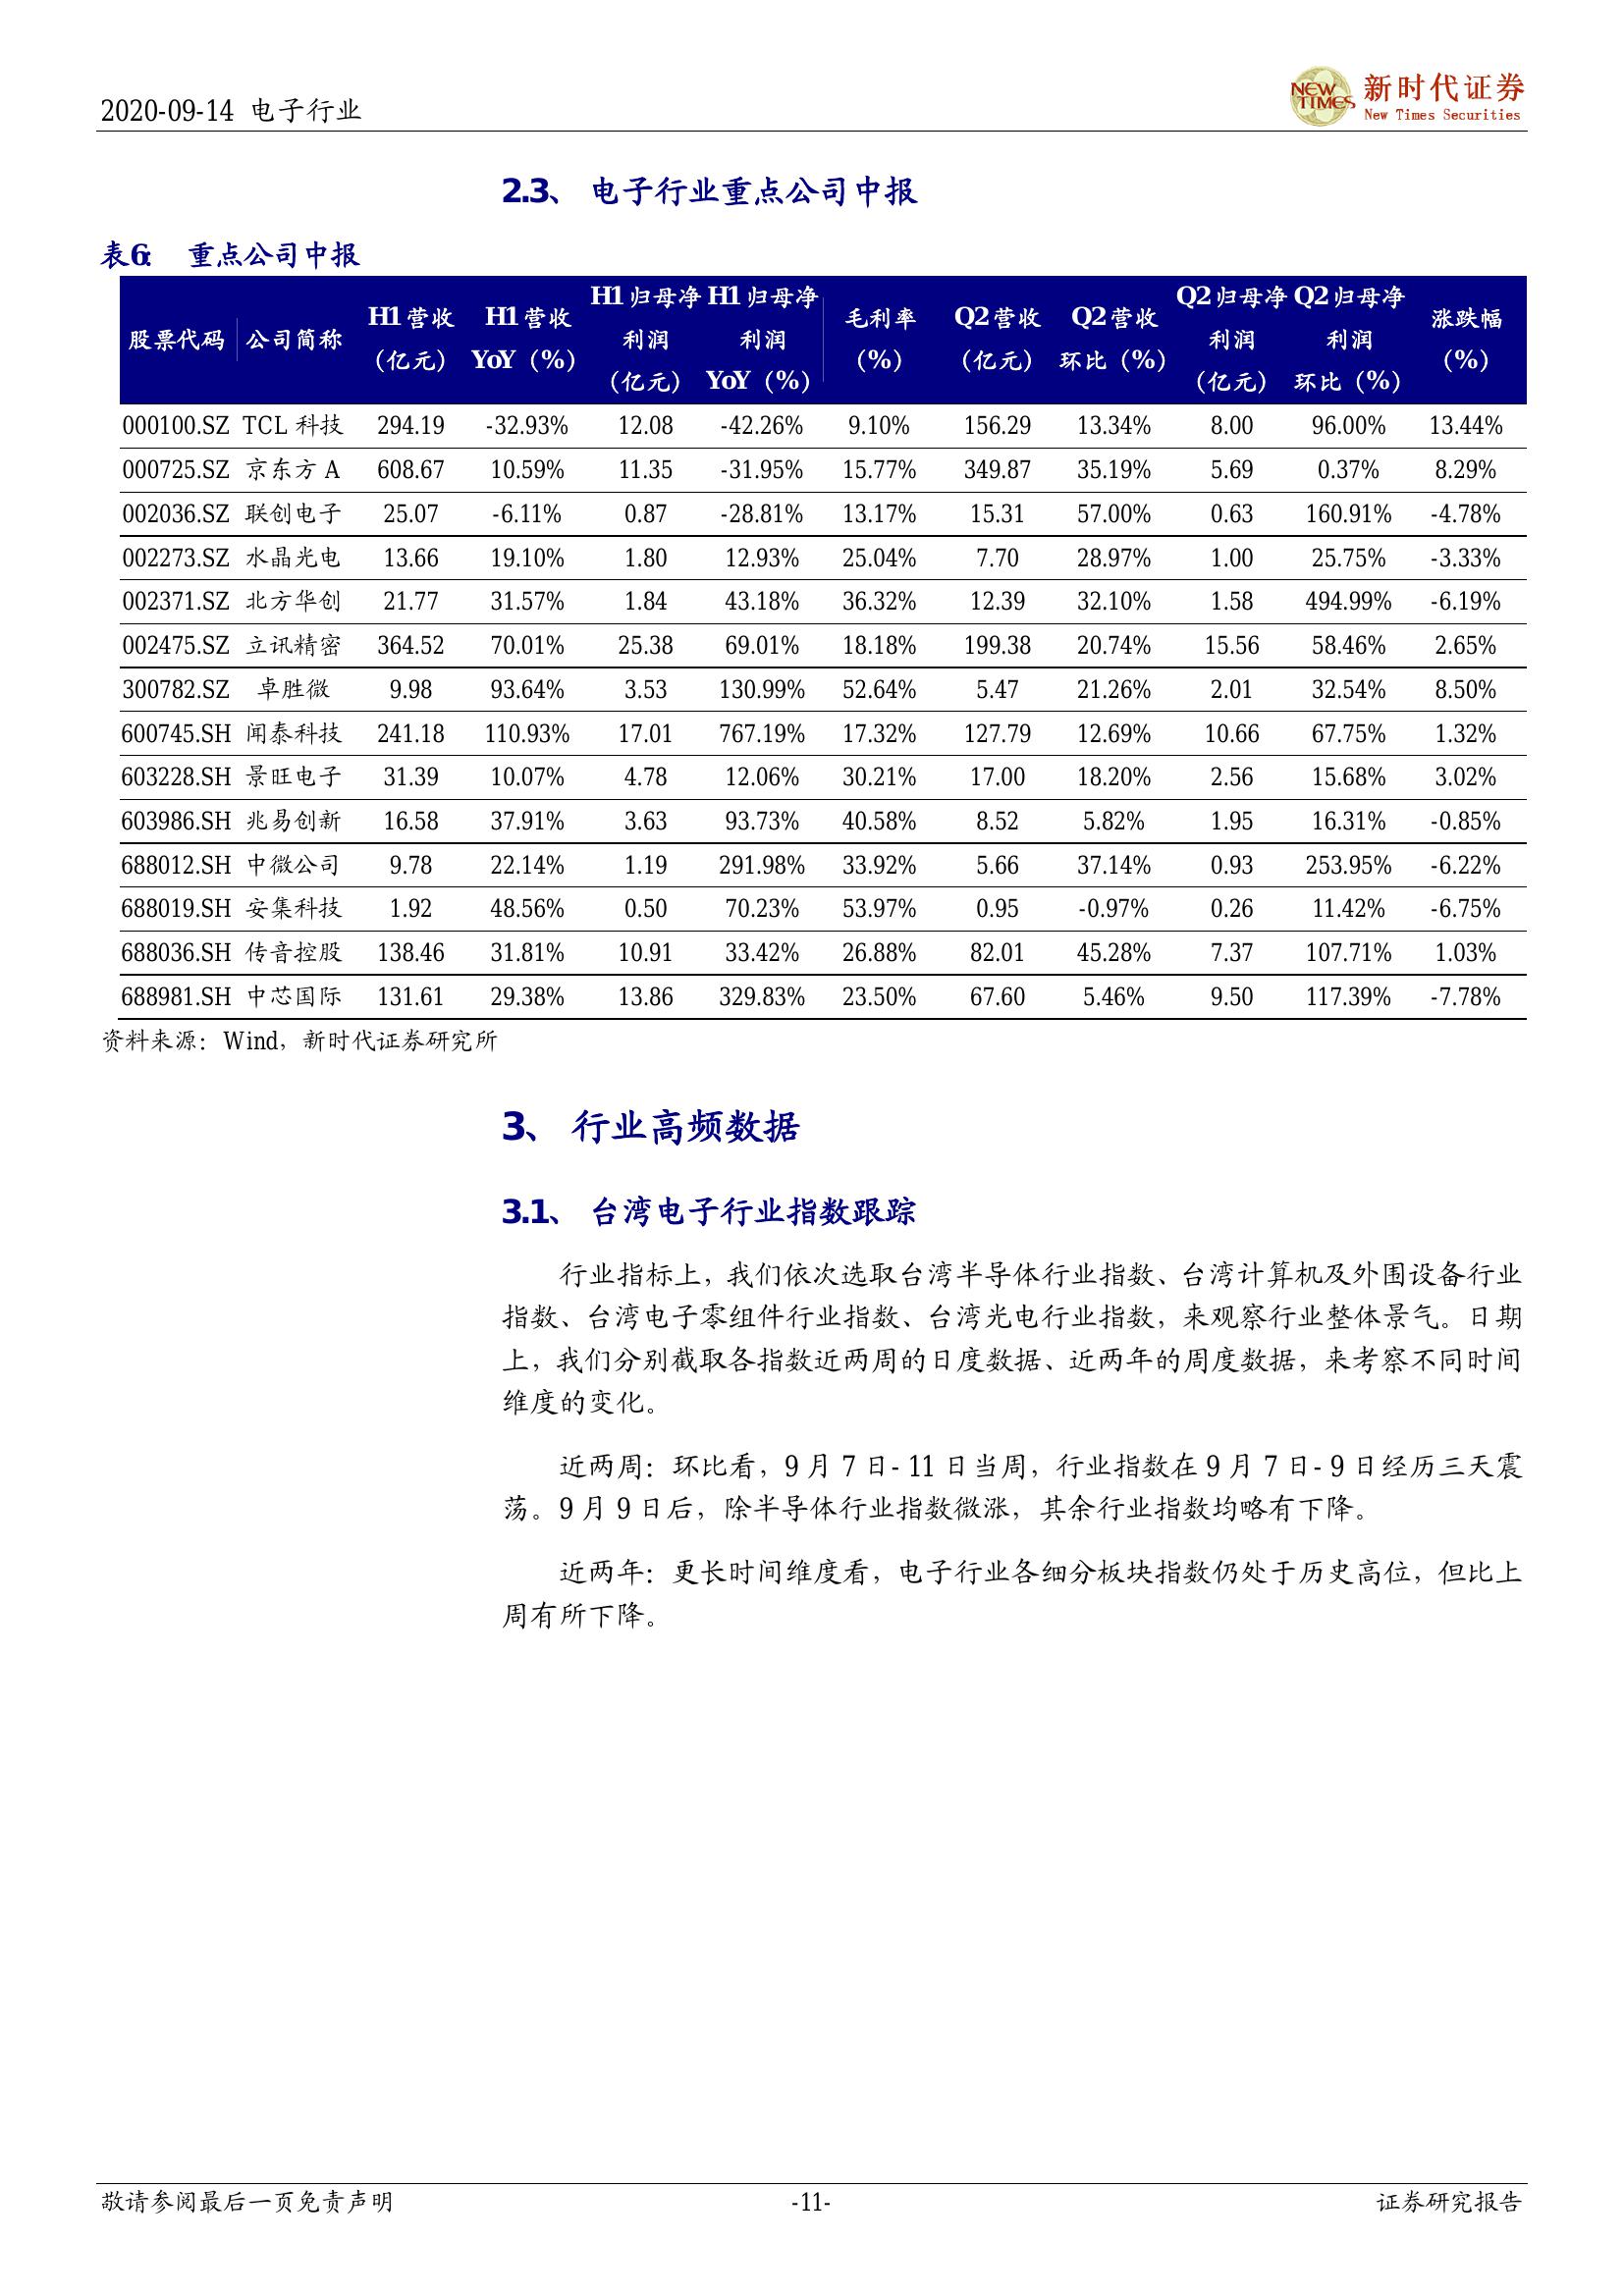 2020-09-14 电子行业
NEW TIMES 新时代证券
New Times Securities
2.3、 电子行业重点公司中报
表6： 重点公司中报
股票代码 公司简称 H1营收（亿元） H1营收YoY（%） H1归母净利润（亿元） H1归母净利润YoY（%） 毛利率（%） Q2营收（亿元） Q2营收环比（%） Q2归母净利润（亿元） Q2归母净利润环比（%） 涨跌幅（%）
000100.SZ TCL 科技 294.19 -32.93% 12.08 -42.26% 9.10% 156.29 13.34% 8.00 96.00% 13.44%
000725.SZ 京东方 A 608.67 10.59% 11.35 -31.95% 15.77% 349.87 35.19% 5.69 0.37% 8.29%
002036.SZ 联创电子 25.07 -6.11% 0.87 -28.81% 13.17% 15.31 57.00% 0.63 160.91% -4.78%
002273.SZ 水晶光电 13.66 19.10% 1.80 12.93% 25.04% 7.70 28.97% 1.00 25.75% -3.33%
002371.SZ 北方华创 21.77 31.57% 1.84 43.18% 36.32% 12.39 32.10% 1.58 494.99% -6.19%
002475.SZ 立讯精密 364.52 70.01% 25.38 69.01% 18.18% 199.38 20.74% 15.56 58.46% 2.65%
300782.SZ 卓胜微 9.98 93.64% 3.53 130.99% 52.64% 5.47 21.26% 2.01 32.54% 8.50%
600745.SH 闻泰科技 241.18 110.93% 17.01 767.19% 17.32% 127.79 12.69% 10.66 67.75% 1.32%
603228.SH 景旺电子 31.39 10.07% 4.78 12.06% 30.21% 17.00 18.20% 2.56 15.68% 3.02%
603986.SH 兆易创新 16.58 37.91% 3.63 93.73% 40.58% 8.52 5.82% 1.95 16.31% -0.85%
688012.SH 中微公司 9.78 22.14% 1.19 291.98% 33.92% 5.66 37.14% 0.93 253.95% -6.22%
688019.SH 安集科技 1.92 48.56% 0.50 70.23% 53.97% 0.95 -0.97% 0.26 11.42% -6.75%
688036.SH 传音控股 138.46 31.81% 10.91 33.42% 26.88% 82.01 45.28% 7.37 107.71% 1.03%
688981.SH 中芯国际 131.61 29.38% 13.86 329.83% 23.50% 67.60 5.46% 9.50 117.39% -7.78%
资料来源：Wind，新时代证券研究所
3、 行业高频数据
3.1、 台湾电子行业指数跟踪
行业指标上，我们依次选取台湾半导体行业指数、台湾计算机及外围设备行业
指数、台湾电子零组件行业指数、台湾光电行业指数，来观察行业整体景气。日期
上，我们分别截取各指数近两周的日度数据、近两年的周度数据，来考察不同时间
维度的变化。
近两周：环比看，9 月 7 日- 11 日当周，行业指数在 9 月 7 日- 9 日经历三天震
荡。9 月 9 日后，除半导体行业指数微涨，其余行业指数均略有下降。
近两年：更长时间维度看，电子行业各细分板块指数仍处于历史高位，但比上
周有所下降。
敬请参阅最后一页免责声明 -11- 证券研究报告